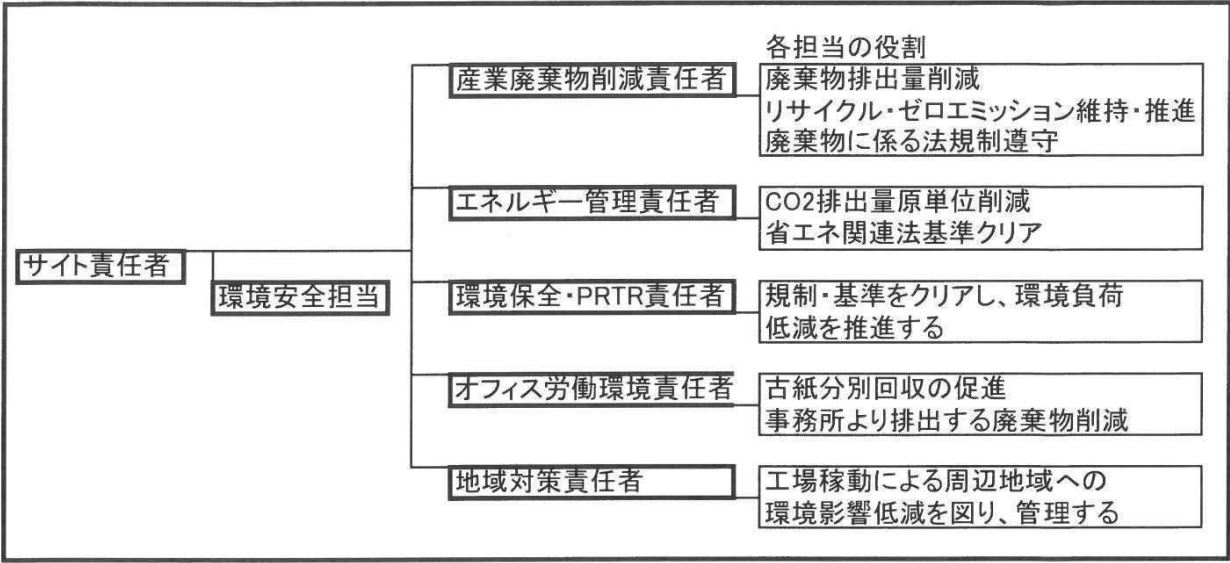 各担当の役割
産業廃棄物削減責任者
廃棄物排出量削減
リサイクル・ゼロエミッション維持・推進
廃棄物に係る法規制遵守
エネルギー管理責任者
CO2排出量原単位削減
省エネ関連法基準クリア
サイト責任者
環境安全担当
環境保全・PRTR責任者
規制・基準をクリアし、環境負荷
低減を推進する
オフィス労働環境責任者
古紙分別回収の促進
事務所より排出する廃棄物削減
地域対策責任者
工場稼動による周辺地域への
環境影響低減を図り、管理する